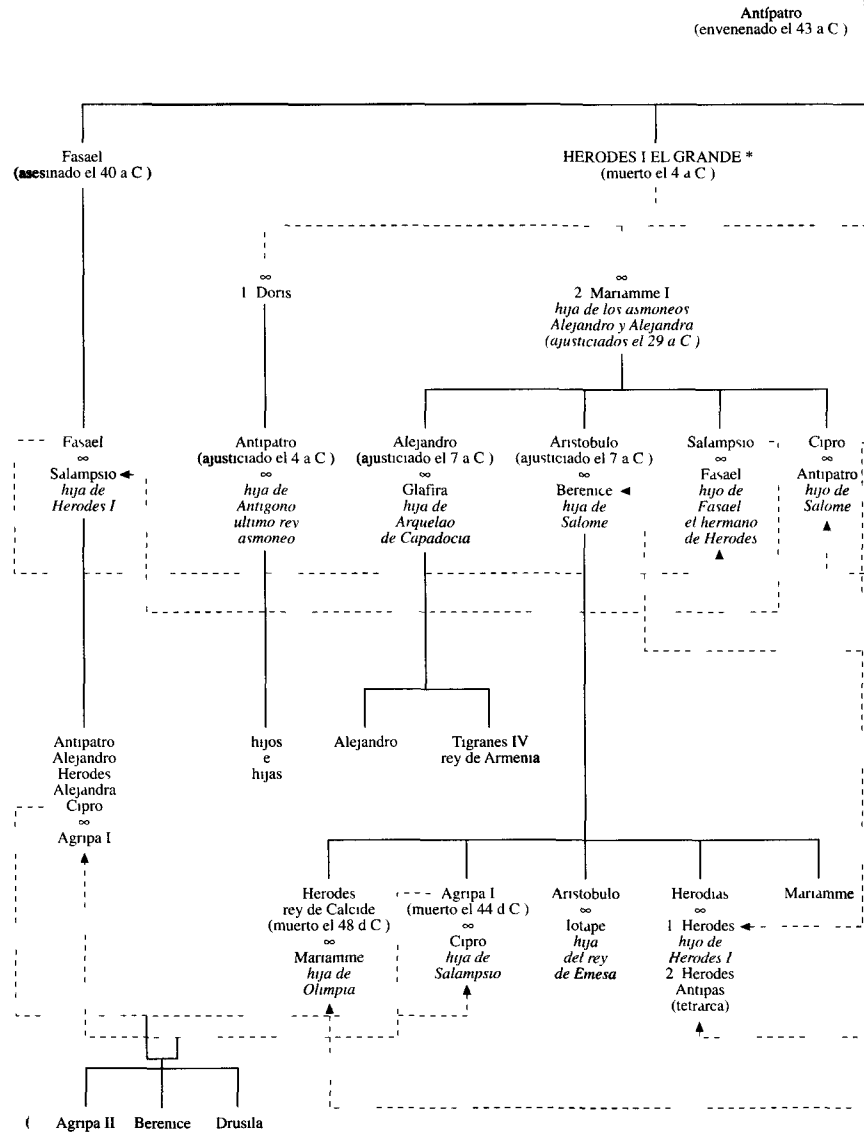 Antípatro
(envenenado el 43 a C )
Fasael
(asesinado el 40 a C )
HERODES I EL GRANDE *
(muerto el 4 a C )
∞
1 Doris
∞
2 Mariamme I
hija de los asmoneos
Alejandro y Alejandra
(ajusticiados el 29 a C )
Fasael
∞
Salampsio
hija de
Herodes I
Antipatro
(ajusticiado el 4 a C )
∞
hija de
Antigono
ultimo rey
asmoneo
Alejandro
(ajusticiado el 7 a C )
∞
Glafira
hija de
Arquelao
de Capadocia
Aristobulo
(ajusticiado el 7 a C )
∞
Berenice
hija de
Salome
Salampsio
∞
Fasael
hijo de
Fasael
el hermano
de Herodes
Cipro
∞
Antipatro
hijo de
Salome
Antipatro
Alejandro
Herodes
Alejandra
Cipro
∞
Agripa I
hijos
e
hijas
Alejandro
Tigranes IV
rey de Armenia
Herodes
rey de Calcide
(muerto el 48 d C )
∞
Mariamme
hija de
Olimpia
Agripa I
(muerto el 44 d C )
∞
Cipro
hija de
Salampsio
Aristobulo
∞
Iotape
hija
del rey
de Emesa
Herodias
∞
1 Herodes
hijo de
Herodes I
2 Herodes
Antipas
(tetrarca)
Mariamme
( Agripa II Berenice Drusila